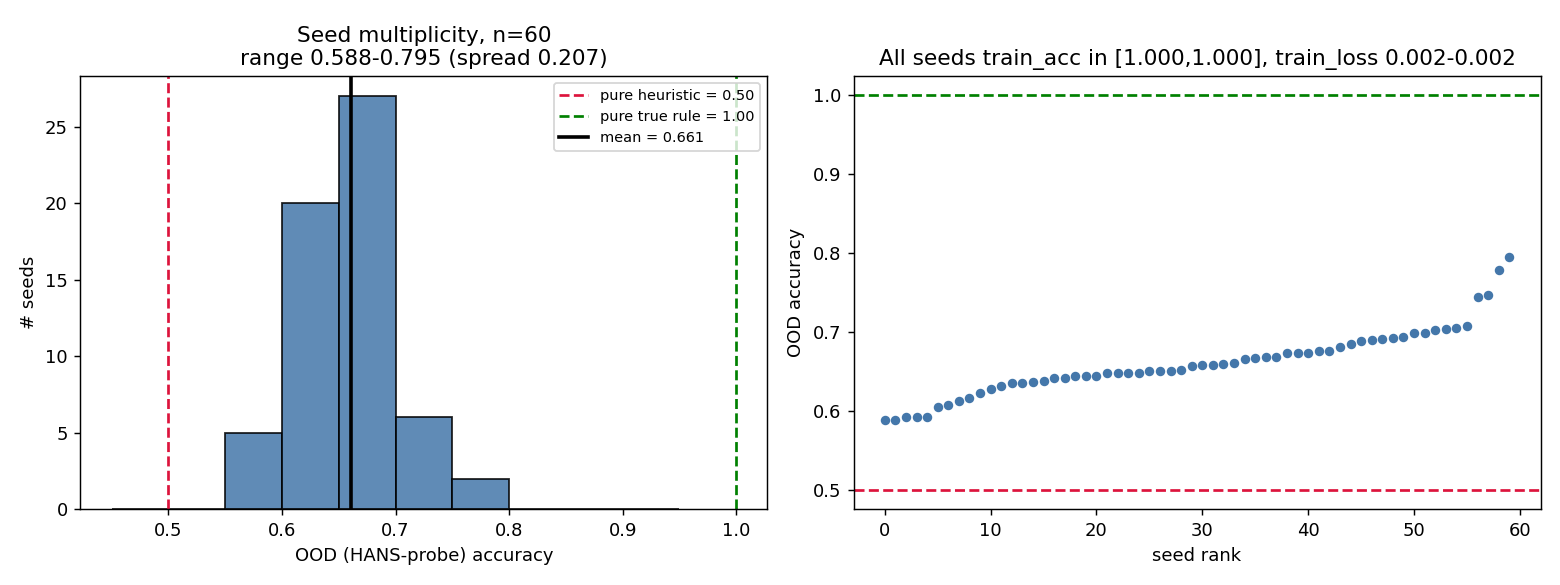 Seed multiplicity, n=60
range 0.588-0.795 (spread 0.207)
pure heuristic = 0.50
pure true rule = 1.00
mean = 0.661
# seeds
25
20
15
10
5
0
0.5 0.6 0.7 0.8 0.9 1.0
OOD (HANS-probe) accuracy
All seeds train_acc in [1.000,1.000], train_loss 0.002-0.002
OOD accuracy
1.0
0.9
0.8
0.7
0.6
0.5
0 10 20 30 40 50 60
seed rank